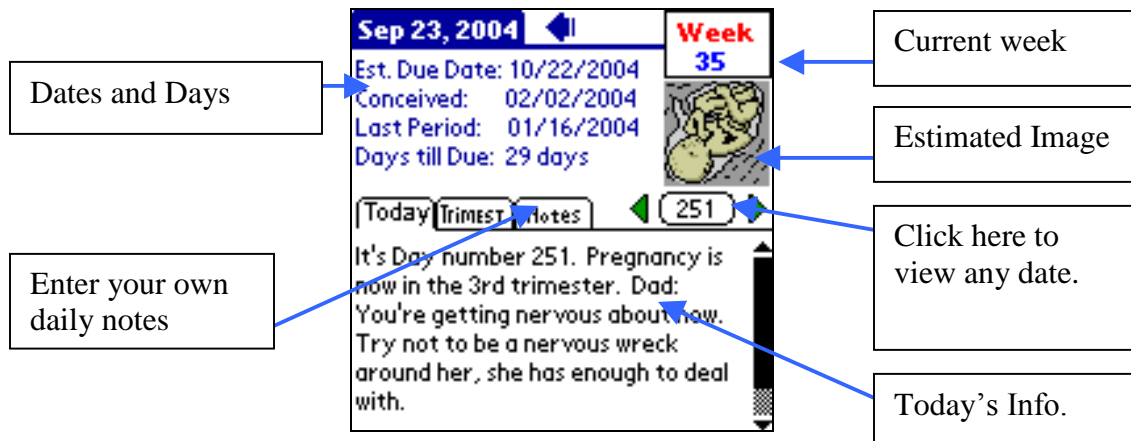 Dates and Days
Enter your own
daily notes
Sep 23, 2004
Week
35
Est. Due Date: 10/22/2004
Conceived: 02/02/2004
Last Period: 01/16/2004
Days till Due: 29 days
Today Trimest Notes 251
It's Day number 251. Pregnancy is
now in the 3rd trimester. Dad:
You're getting nervous about now.
Try not to be a nervous wreck
around her, she has enough to deal
with.
Current week
Estimated Image
Click here to
view any date.
Today's Info.